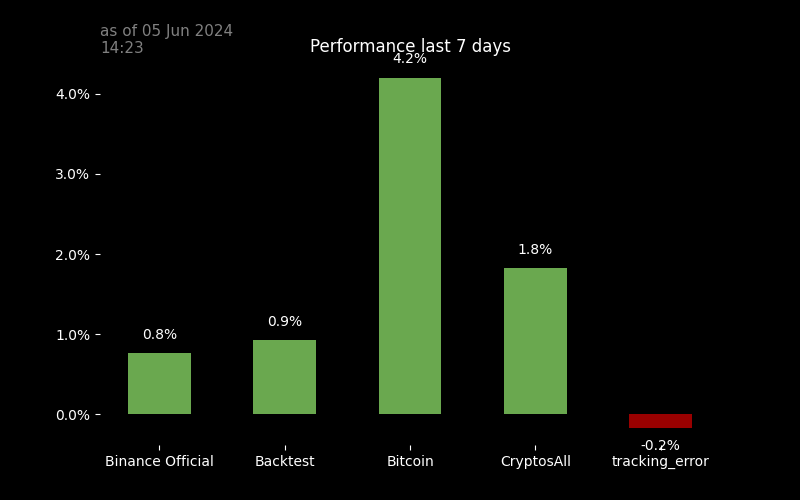 as of 05 Jun 2024
14:23
Performance last 7 days
4.2%
4.0%
3.0%
2.0%
1.8%
1.0%
0.9%
0.8%
0.0%
-0.2%
Binance Official
Backtest
Bitcoin
CryptosAll
tracking_error